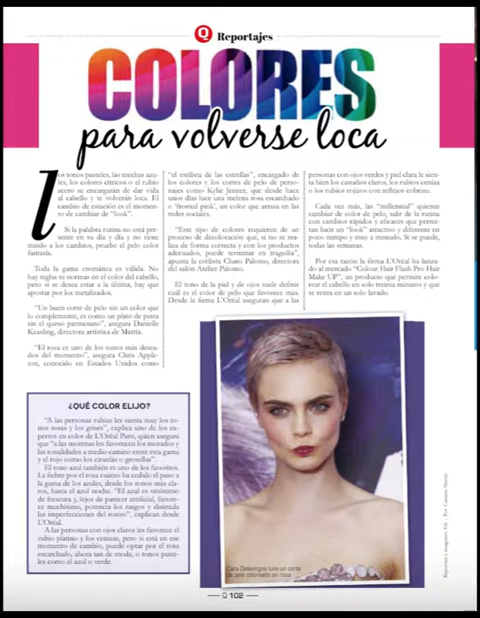 Q Reportajes
COLORES
para volverse loca
los tonos pasteles, las mechas azu-
les, los colores cítricos o el rubio
acero se encargarán de dar vida
al cabello y se volverán loca. El
cambio de estación es el momen-
to de cambiar de "look".
Si la palabra rutina no está pre-
sente en su día y día y no tiene
miedo a los cambios, pruebe el pelo color
fantasía.
Toda la gama cromática es válida. No
hay reglas ni normas en el color del cabello,
pero si se desea estar a la última, hay que
apostar por los metalizados.
"Un buen corte de pelo sin un color que
lo complemente, es como un plato de pasta
sin el queso parmesano", asegura Danielle
Keasling, directora artística de Matrix.
"El rosa es uno de los tonos más desea-
dos del momento", asegura Chris Apple-
ton, conocido en Estados Unidos como
"el estilista de las estrellas", encargado de
los colores y los cortes de pelo de perso-
najes como Kylie Jenner, que desde hace
unos días luce una melena rosa escarchado
o 'frosted pink', un color que arrasa en las
redes sociales.
"Este tipo de colores requieren de un
proceso de decoloración que, si no se rea-
liza de forma correcta y con los productos
adecuados, puede terminar en tragedia",
apunta la estilista Charo Palomo, directora
del salón Atelier Palomo.
El tono de la piel y de ojos suele definir
cuál es el color de pelo que favorece más.
Desde la firma L'Oréal aseguran que a las
personas con ojos verdes y piel clara le sien-
ta bien los castaños claros, los rubios ceniza
o los rubios rojizos con reflejos cobrizo.
Cada vez más, las "millennial" quieren
cambiar de color de pelo, salir de la rutina
con cambios rápidos y eficaces que permi-
tan lucir un "look" atractivo y diferente en
poco tiempo y muy a menudo. Si se puede,
todas las semanas.
Por esa razón la firma L'Oréal ha lanza-
do al mercado "Colour Hair Flash Pro Hair
Make UP", un producto que permite colo-
rear el cabello en solo treinta minutos y que
se retira en un solo lavado.
¿QUÉ COLOR ELIJO?
"A las personas rubias les sienta muy los to-
nos rosas y los grises", explica uno de los ex-
pertos en color de L'Oréal Paris, quien asegura
que "a las morenas les favorecen los morados y
las tonalidades a medio camino entre esta gama
y el rojo como los ciruelas o grosellas".
El tono azul también es uno de los favoritos.
La fiebre por el rosa cuarzo ha cedido el paso a
la gama de los azules, desde los tonos más cla-
ros, hasta el azul noche. "El azul es sinónimo
de frescura y, lejos de parecer artificial, favore-
ce muchísimo, potencia los rasgos y disimula
las imperfecciones del rostro", explican desde
L'Oréal.
A las personas con ojos claros les favorece el
rubio platino y los cenizas, pero si está en ese
momento de cambio, puede optar por el rosa
escarchado, ahora tan de moda, o tonos paste-
les como el azul o verde.
Cara Delevingne luce un corte
de pelo coloreado en rosa
Q 102